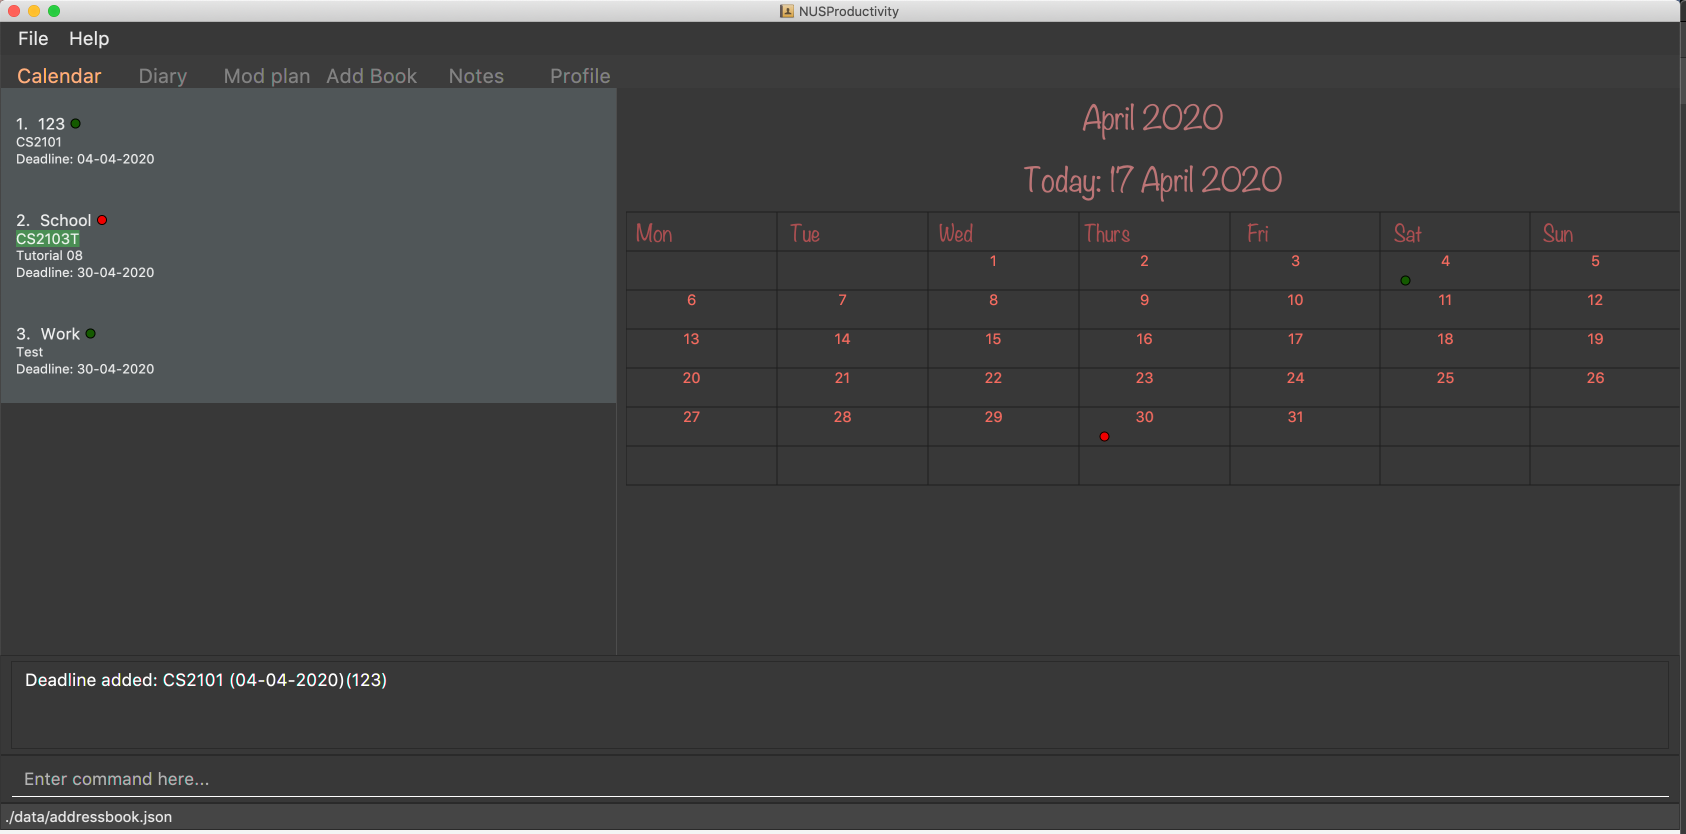 NUSProductivity
File Help
Calendar Diary Mod plan Add Book Notes Profile
1. 123
CS2101
Deadline: 04-04-2020
2. School
CS2103T
Tutorial 08
Deadline: 30-04-2020
3. Work
Test
Deadline: 30-04-2020
April 2020
Today: 17 April 2020
Mon Tue Wed Thurs Fri Sat Sun
1 2 3 4 5
6 7 8 9 10 11 12
13 14 15 16 17 18 19
20 21 22 23 24 25 26
27 28 29 30 31
Deadline added: CS2101 (04-04-2020)(123)
Enter command here...
./data/addressbook.json